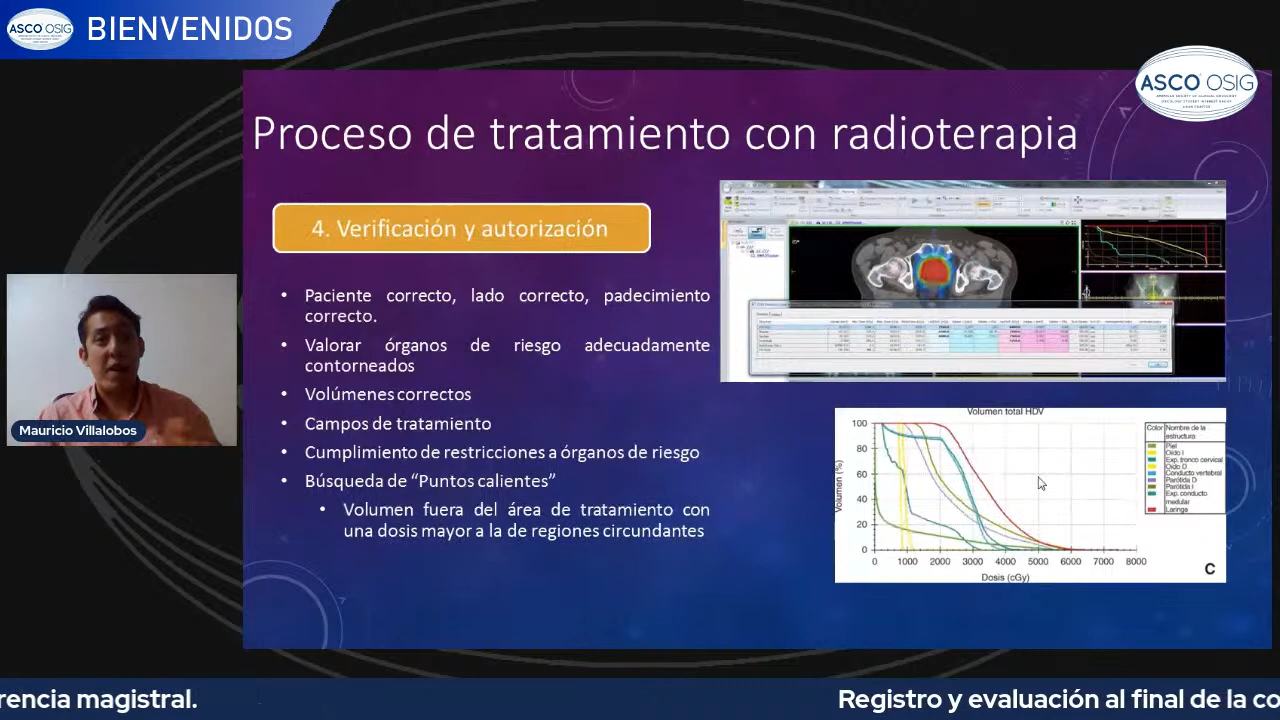 ASCO OSIG
BIENVENIDOS
ASCO OSIG
Proceso de tratamiento con radioterapia
4. Verificación y autorización
• Paciente correcto, lado correcto, padecimiento
correcto.
• Valorar órganos de riesgo adecuadamente
contorneados
• Volúmenes correctos
• Campos de tratamiento
• Cumplimiento de restricciones a órganos de riesgo
• Búsqueda de “Puntos calientes”
• Volumen fuera del área de tratamiento con
una dosis mayor a la de regiones circundantes
Mauricio Villalobos
Volumen total HDV
Volumen (%)
100
80
60
40
20
0
0 1000 2000 3000 4000 5000 6000 7000 8000
Dosis (cGy)
Color Nombre de la
estructura
Piel
Oído I
Exp. tronco cervical
Oído D
Conducto vertebral
Parótida D
Parótida I
Exp. conducto
medular
Laringe
C
rencia magistral.
Registro y evaluación al final de la co